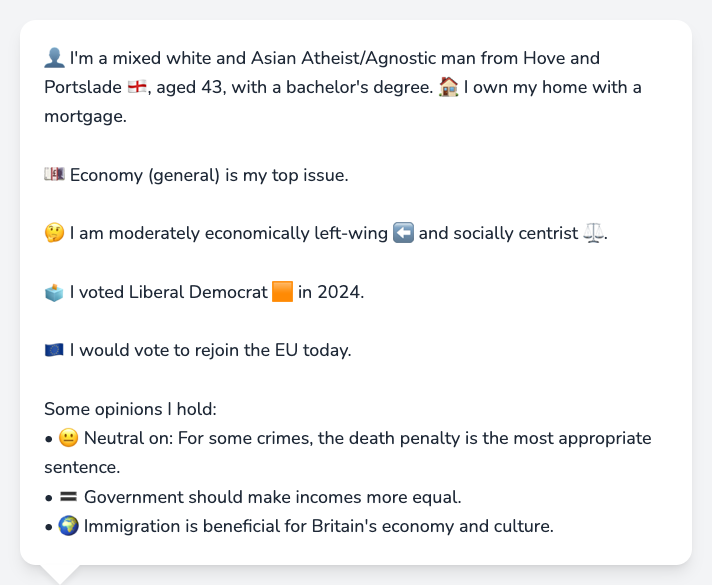 👤 I'm a mixed white and Asian Atheist/Agnostic man from Hove and
Portslade 🏴󠁧󠁢󠁥󠁮󠁧󠁿, aged 43, with a bachelor's degree. 🏠 I own my home with a
mortgage.
💷 Economy (general) is my top issue.
🤔 I am moderately economically left-wing ⬅️ and socially centrist ⚖️.
🗳️ I voted Liberal Democrat 🟧 in 2024.
🇪🇺 I would vote to rejoin the EU today.
Some opinions I hold:
• 😐 Neutral on: For some crimes, the death penalty is the most appropriate
sentence.
• 🟰 Government should make incomes more equal.
• 🌍 Immigration is beneficial for Britain's economy and culture.